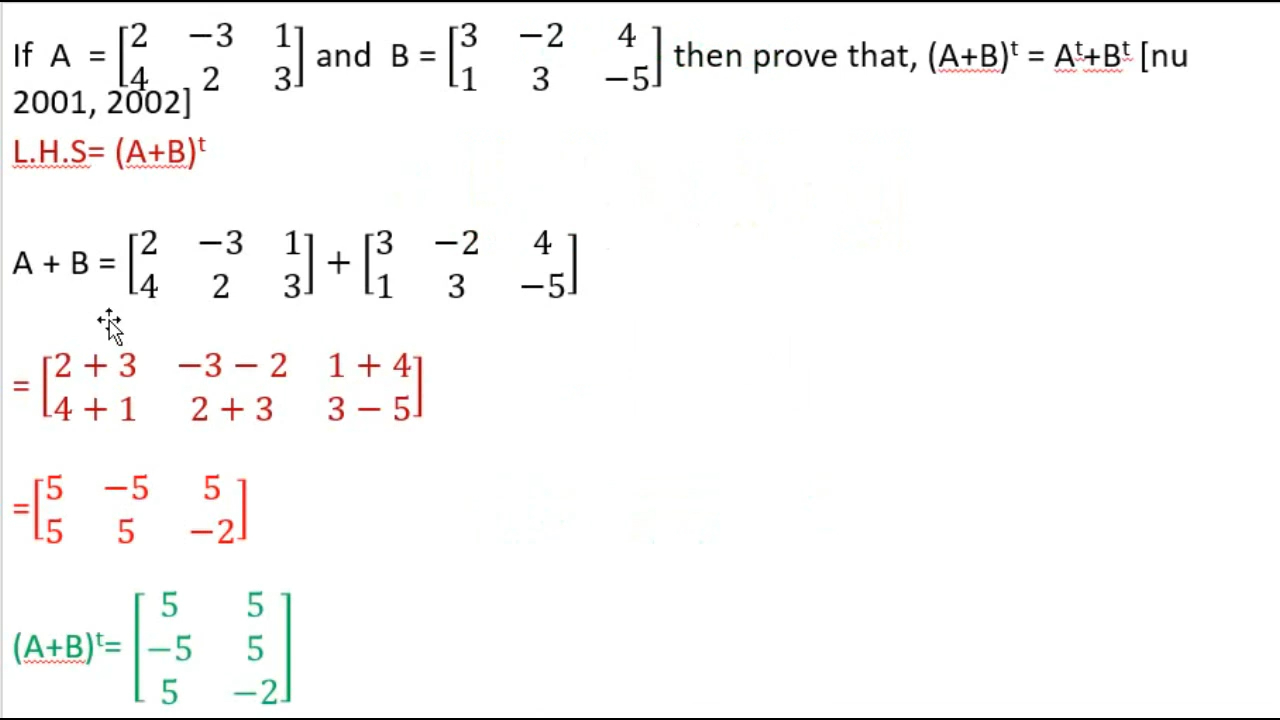 If A = [2 −3 1 4 2 3] and B = [3 −2 4 1 3 −5] then prove that, (A+B)ᵗ = Aᵗ+Bᵗ [nu
2001, 2002]
L.H.S= (A+B)ᵗ
A + B = [2 −3 1 4 2 3] + [3 −2 4 1 3 −5]
= [2 + 3 −3 − 2 1 + 4 4 + 1 2 + 3 3 − 5]
=[5 −5 5 5 5 −2]
(A+B)ᵗ= [5 5 −5 5 5 −2]